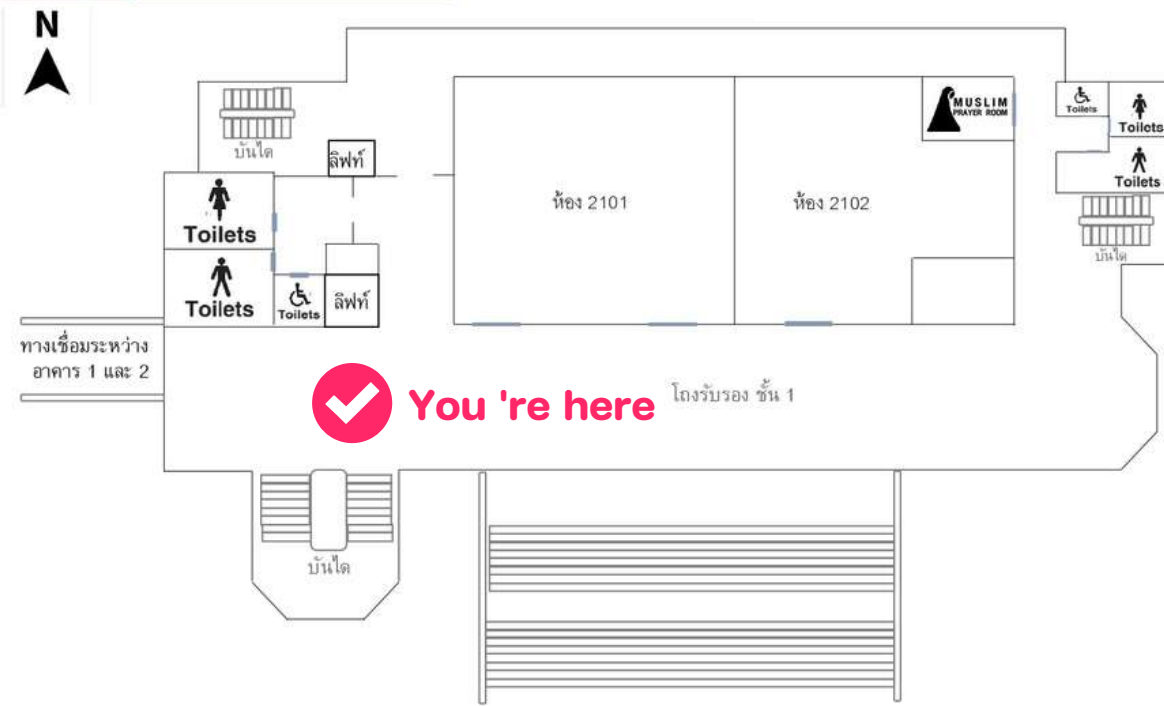 N
บันได
ลิฟท์
MUSLIM
PRAYER ROOM
Toilets
Toilets
Toilets
ห้อง 2101
ห้อง 2102
Toilets
Toilets
Toilets
ลิฟท์
บันได
ทางเชื่อมระหว่าง
อาคาร 1 และ 2
You 're here
โถงรับรอง ชั้น 1
บันได